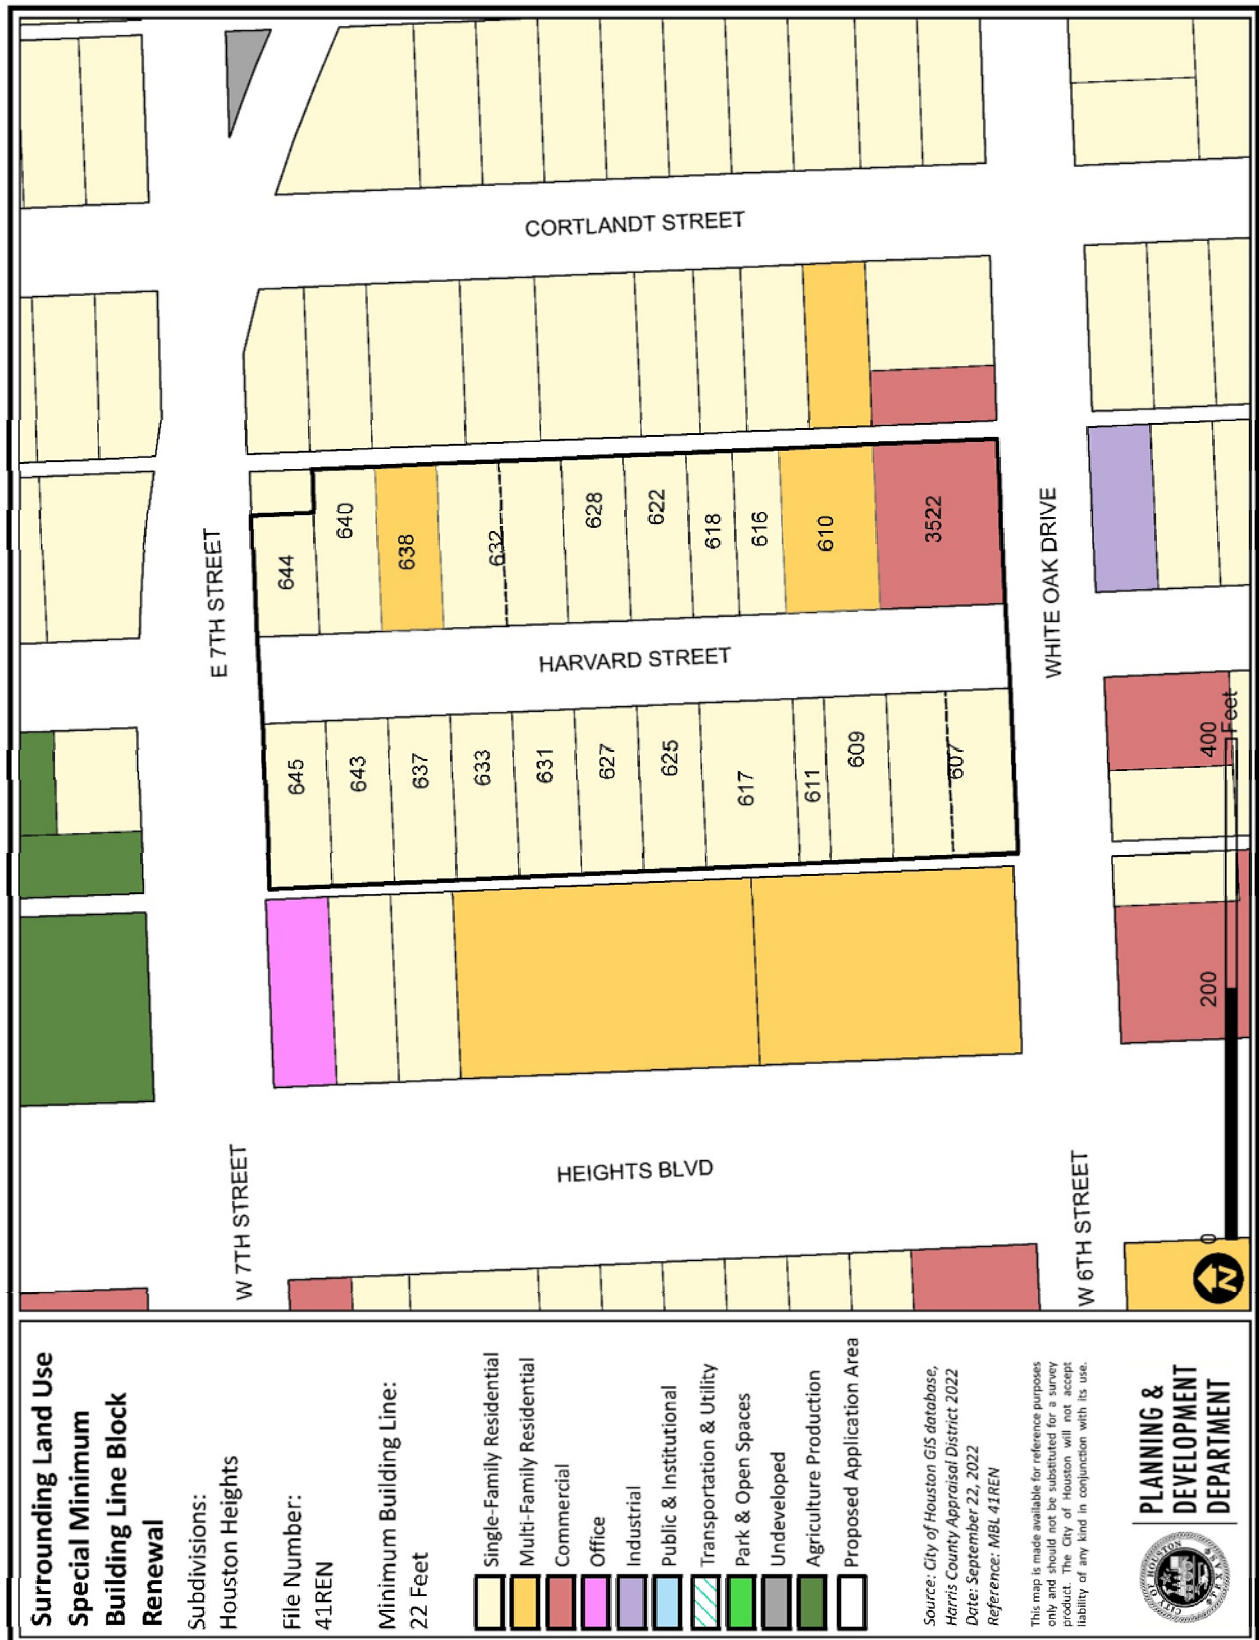 Surrounding Land Use
Special Minimum
Building Line Block
Renewal
Subdivisions:
Houston Heights
File Number:
41REN
Minimum Building Line:
22 Feet
Single-Family Residential
Multi-Family Residential
Commercial
Office
Industrial
Public & Institutional
Transportation & Utility
Park & Open Spaces
Undeveloped
Agriculture Production
Proposed Application Area
Source: City of Houston GIS database,
Harris County Appraisal District 2022
Date: September 22, 2022
Reference: MBL 41REN
This map is made available for reference purposes
only and should not be substituted for a survey
product. The City of Houston will not accept
liability of any kind in conjunction with its use.
CITY OF HOUSTON
TEXAS
PLANNING &
DEVELOPMENT
DEPARTMENT
W 7TH STREET
E 7TH STREET
HEIGHTS BLVD
HARVARD STREET
CORTLANDT STREET
W 6TH STREET
WHITE OAK DRIVE
645
643
637
633
631
627
625
617
611
609
607
644
640
638
632
628
622
618
616
610
3522
N
0
200
400
Feet